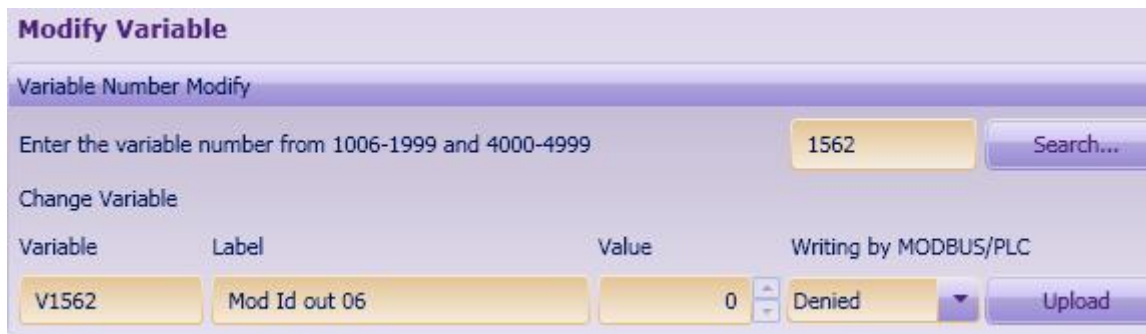 Modify Variable
Variable Number Modify
Enter the variable number from 1006-1999 and 4000-4999 1562 Search...
Change Variable
Variable Label Value Writing by MODBUS/PLC
V1562 Mod Id out 06 0 Denied Upload